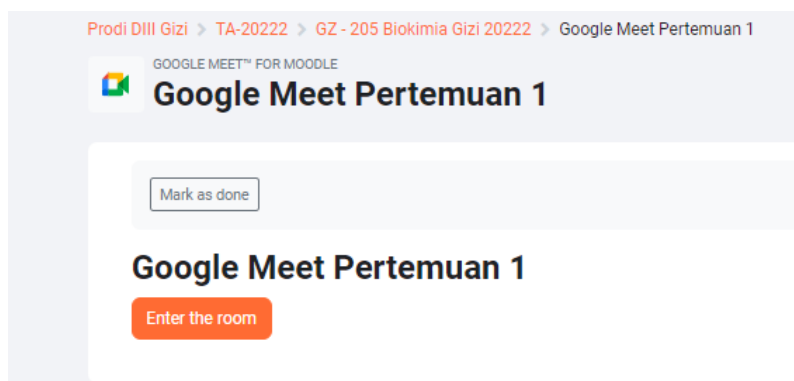 Prodi DIII Gizi > TA-20222 > GZ - 205 Biokimia Gizi 20222 > Google Meet Pertemuan 1
GOOGLE MEET™ FOR MOODLE
Google Meet Pertemuan 1
Mark as done
Google Meet Pertemuan 1
Enter the room